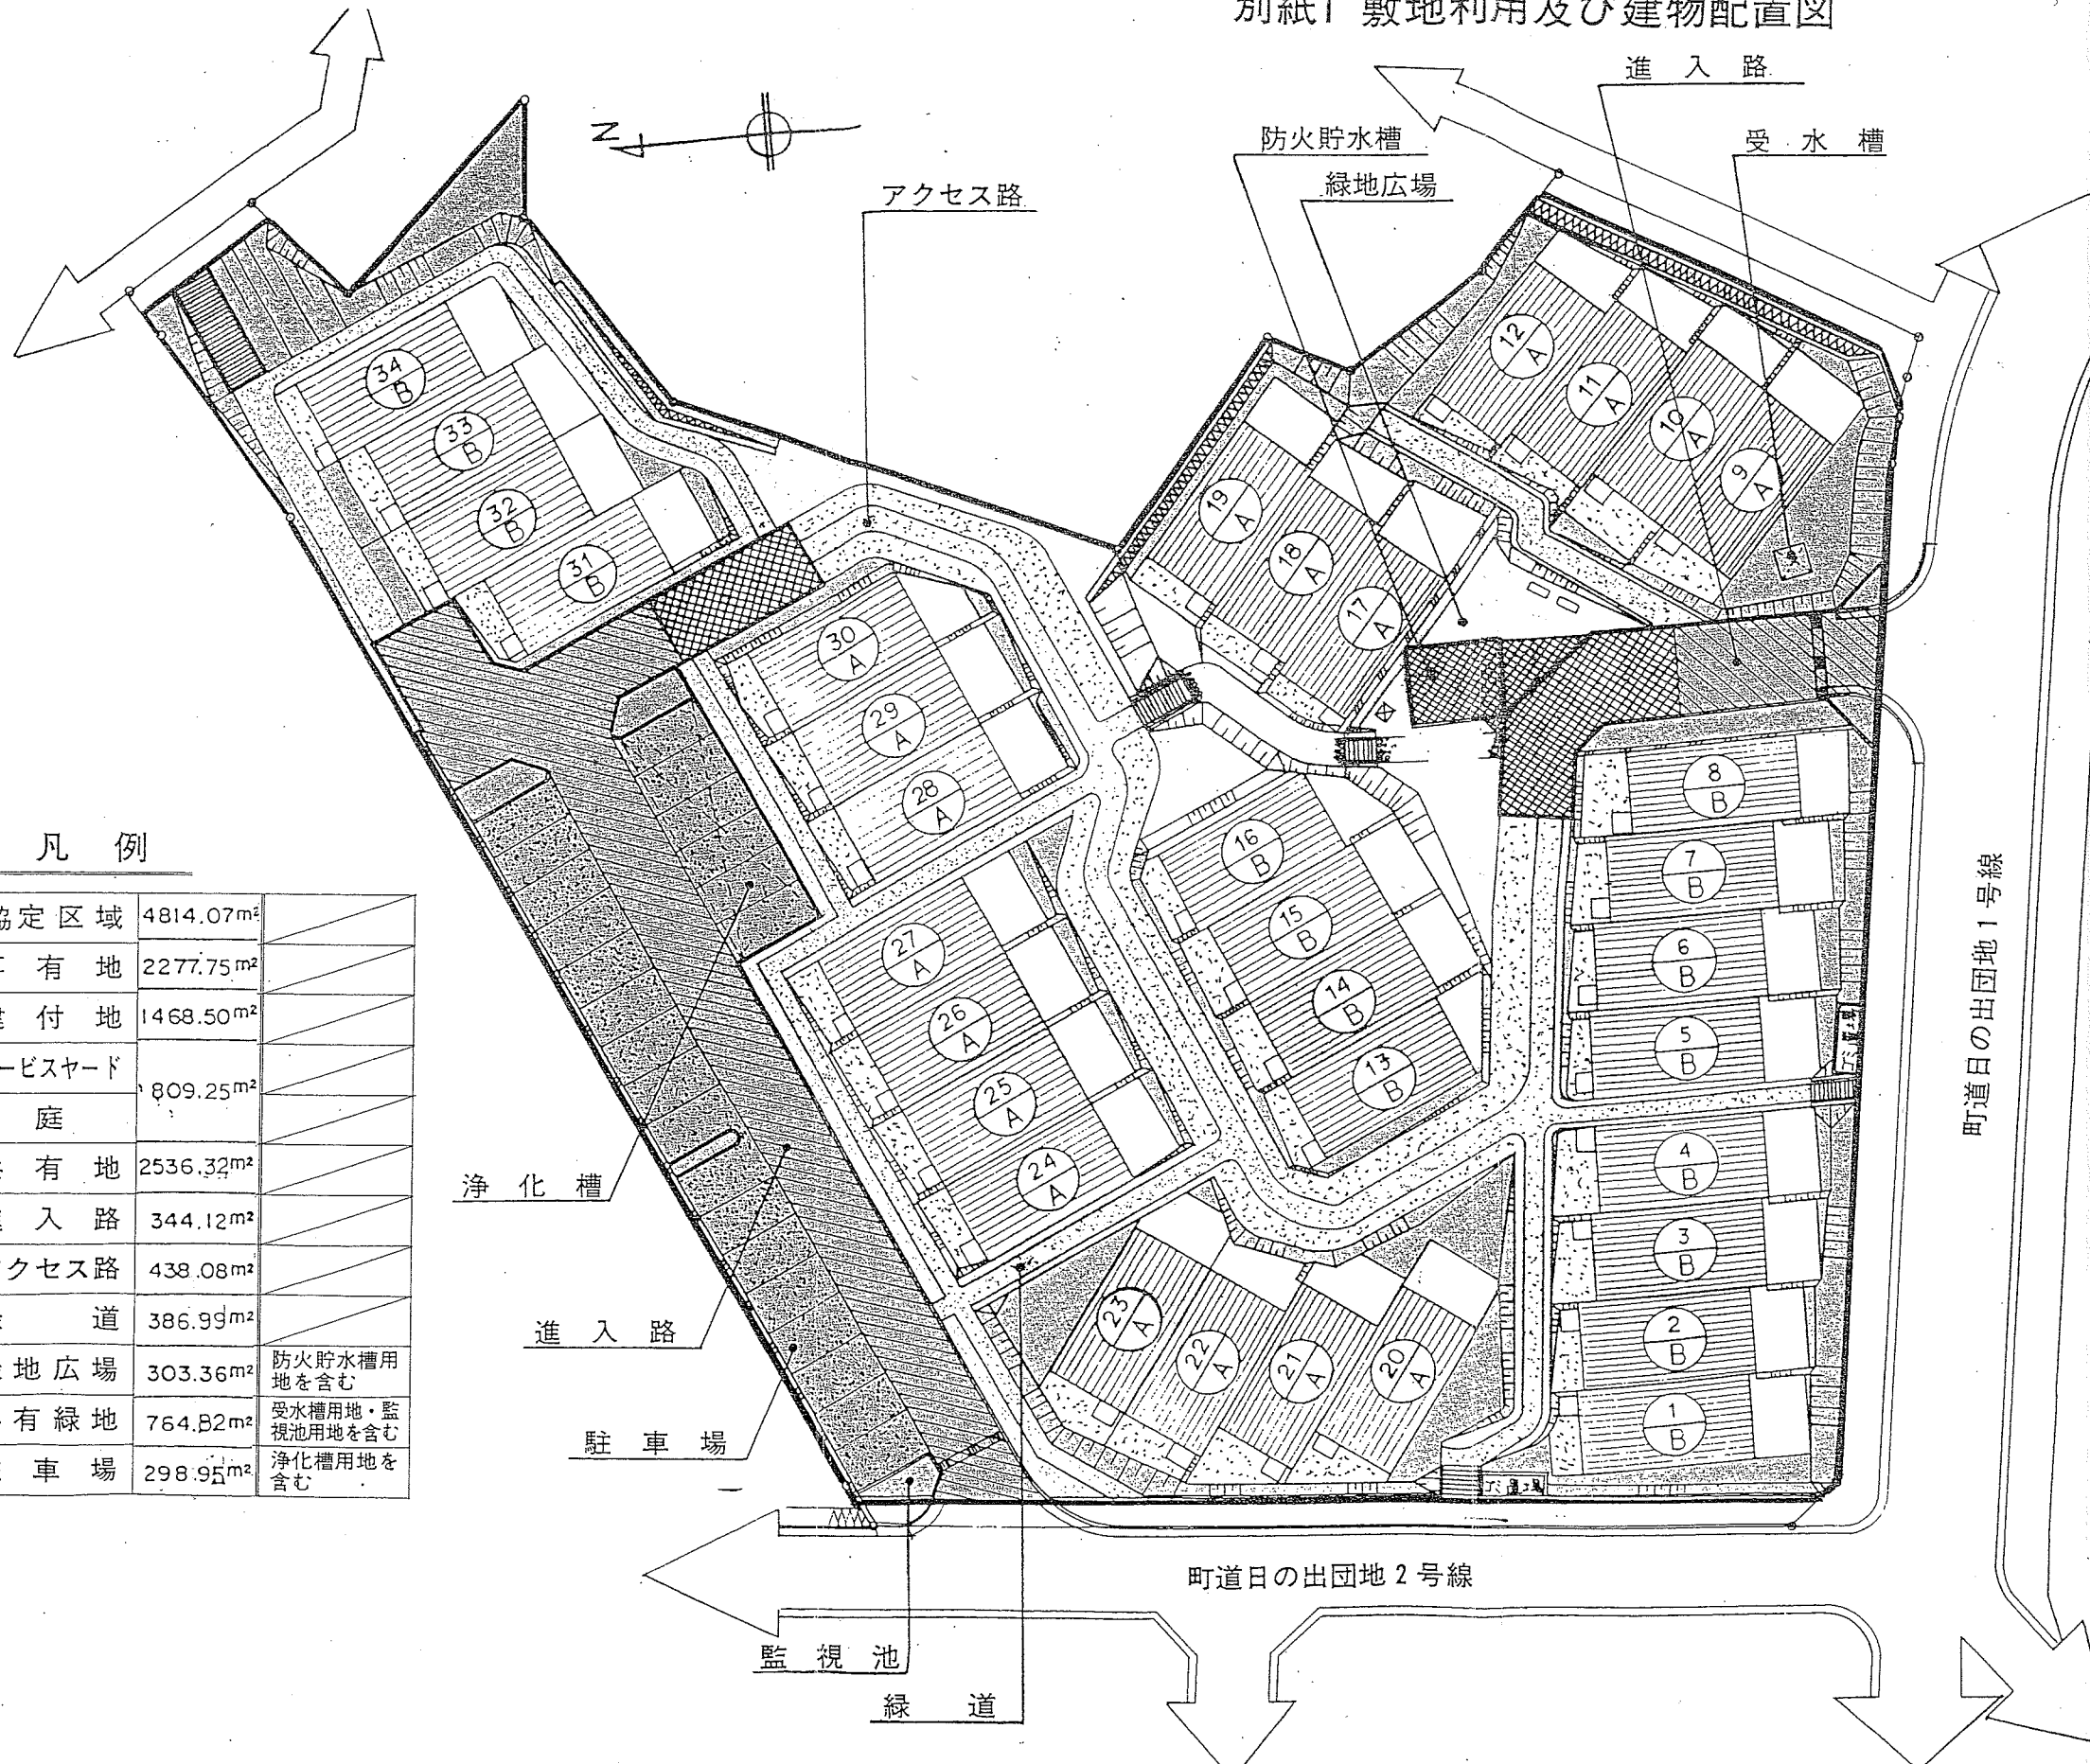 別紙1 敷地利用及び建物配置図
進入路
防火貯水槽
受水槽
緑地広場
アクセス路
N
12 A
11 A
10 A
9 A
19 A
18 A
17 A
34 B
33 B
32 B
31 B
30 A
29 A
28 A
27 A
26 A
25 A
24 A
16 B
15 B
14 B
13 B
8 B
7 B
6 B
5 B
4 B
3 B
2 B
1 B
23 A
22 A
21 A
20 A
町道日の出団地1号線
凡例
協定区域 4814.07m²
有地 2277.75m²
付地 1468.50m²
ービスヤード 809.25m²
庭
有地 2536.32m²
入路 344.12m²
クセス路 438.08m²
道 386.99m²
地広場 303.36m² 防火貯水槽用地を含む
有緑地 764.82m² 受水槽用地・監視池用地を含む
車場 298.95m² 浄化槽用地を含む
浄化槽
進入路
駐車場
監視池
緑道
町道日の出団地2号線